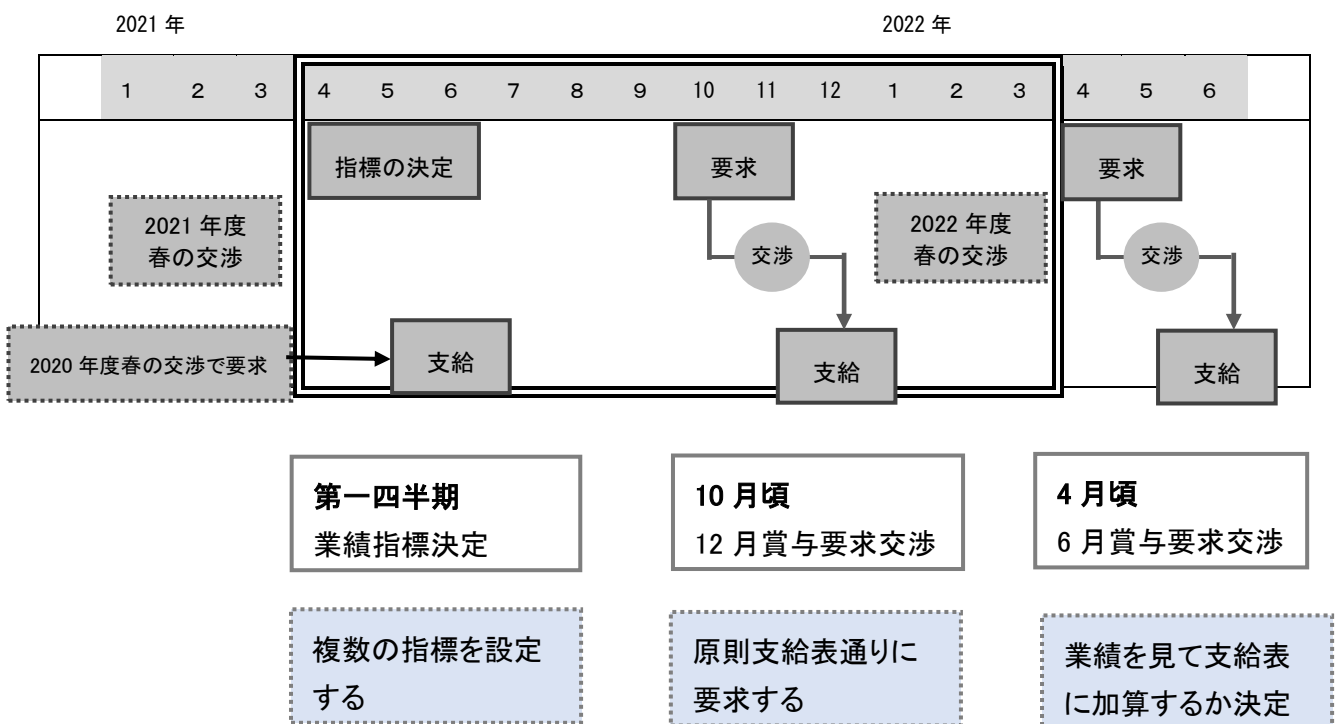 2021 年
2022 年
1 2 3 4 5 6 7 8 9 10 11 12 1 2 3 4 5 6
指標の決定
要求
要求
2021 年度
春の交渉
交渉
2022 年度
春の交渉
交渉
2020 年度春の交渉で要求
支給
支給
支給
第一四半期
業績指標決定
10 月頃
12 月賞与要求交渉
4 月頃
6 月賞与要求交渉
複数の指標を設定
する
原則支給表通りに
要求する
業績を見て支給表
に加算するか決定